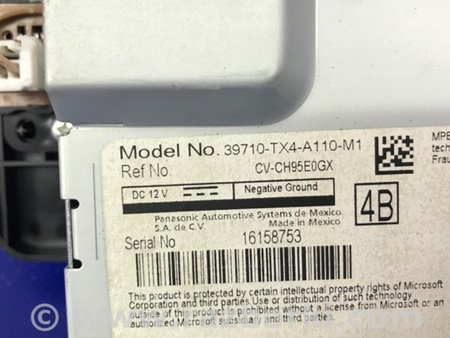 Model No. 39710-TX4-A110-M1
Ref No. CV-CH95E0GX
DC 12 V Negative Ground
4B
Panasonic Automotive Systems de Mexico
S.A. de C.V. Made in Mexico
Serial No 16158753
MPE
techn
Frau
This product is protected by certain intellectual property rights of Microsoft
Corporation and third parties. Use or distribution of such technology
outside of this product is prohibited without a license from Microsoft or an
authorized Microsoft subsidiary and third parties.